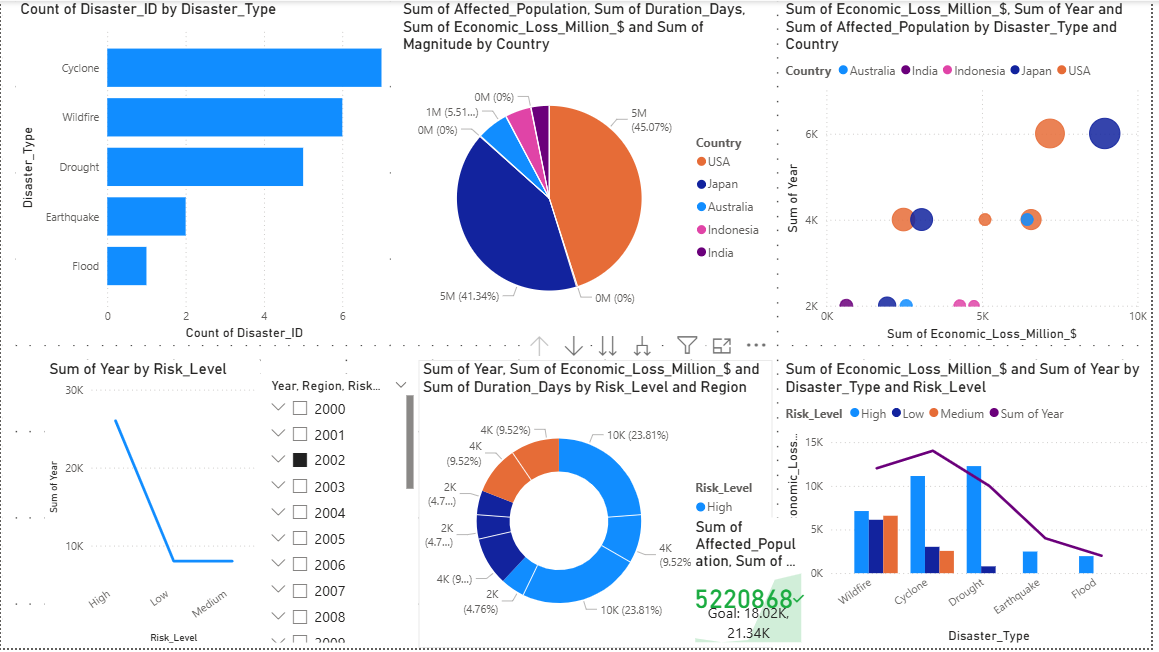 Count of Disaster_ID by Disaster_Type
Disaster_Type
Cyclone
Wildfire
Drought
Earthquake
Flood
0
2
4
6
Count of Disaster_ID
Sum of Affected_Population, Sum of Duration_Days,
Sum of Economic_Loss_Million_$ and Sum of
Magnitude by Country
0M (0%)
1M (5.51...)
0M (0%)
5M
(45.07%)
5M (41.34%)
0M (0%)
Country
USA
Japan
Australia
Indonesia
India
Sum of Economic_Loss_Million_$, Sum of Year and
Sum of Affected_Population by Disaster_Type and
Country
Country Australia India Indonesia Japan USA
Sum of Year
6K
4K
2K
0K
5K
10K
Sum of Economic_Loss_Million_$
Sum of Year by Risk_Level
Sum of Year
30K
20K
10K
High
Low
Medium
Risk_Level
Year, Region, Risk...
2000
2001
2002
2003
2004
2005
2006
2007
2008
2009
Sum of Year, Sum of Economic_Loss_Million_$ and
Sum of Duration_Days by Risk_Level and Region
4K (9.52%)
10K (23.81%)
4K
(9.52%)
2K
(4.7...)
2K
(4.7...)
4K (9...)
2K
(4.76%)
10K (23.81%)
4K
(9.52%
Risk_Level
High
Sum of
Affected_Popul
ation, Sum of ...
5220868
Goal: 18.02K,
21.34K
Sum of Economic_Loss_Million_$ and Sum of Year by
Disaster_Type and Risk_Level
Risk_Level High Low Medium Sum of Year
onomic_Loss...
15K
10K
5K
0K
Wildfire
Cyclone
Drought
Earthquake
Flood
Disaster_Type